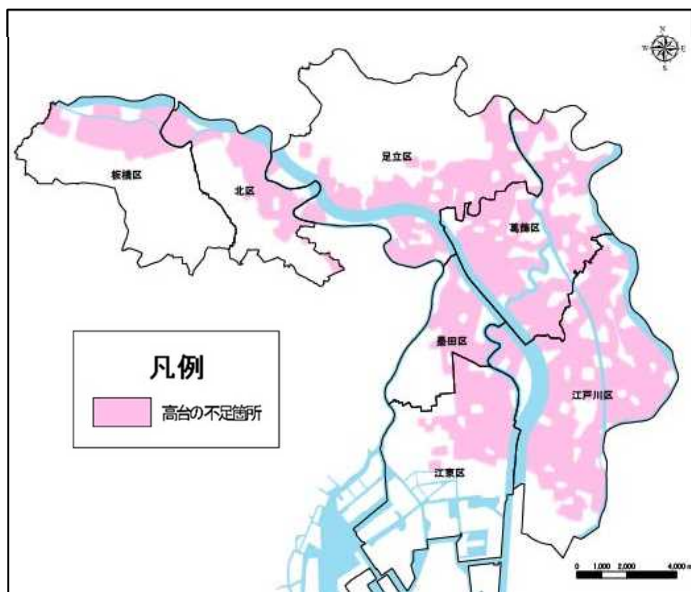 N
W E
S
足立区
板橋区
北区
葛飾区
墨田区
江戸川区
江東区
凡例
高台の不足箇所
0 1,000 2,000 4,000 m